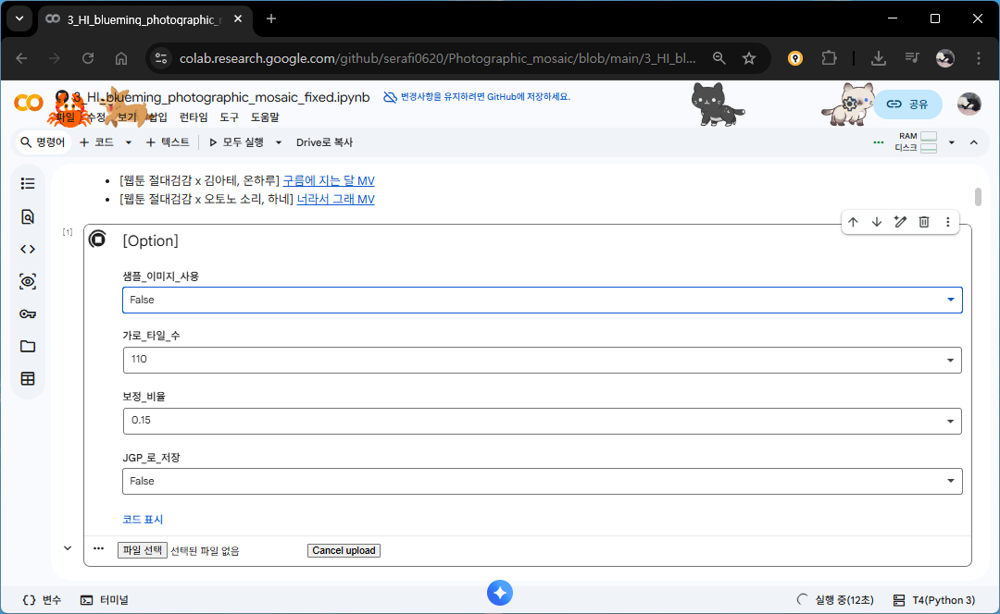 3_HI_blueming_photographic_
colab.research.google.com/github/serafi0620/Photographic_mosaic/blob/main/3_HI_bl...
3_HI_blueming_photographic_mosaic_fixed.ipynb
변경사항을 유지하려면 GitHub에 저장하세요.
파일 수정 보기 삽입 런타임 도구 도움말
공유
명령어 + 코드 + 텍스트 모두 실행 Drive로 복사
RAM
디스크
• [웹툰 절대검감 x 김아테, 온하루] 구름에 지는 달 MV
• [웹툰 절대검감 x 오토노 소리, 하네] 너라서 그래 MV
[1]
[Option]
샘플_이미지_사용
False
가로_타일_수
110
보정_비율
0.15
JGP_로_저장
False
코드 표시
파일 선택 선택된 파일 없음 Cancel upload
변수 터미널 실행 중(12초) T4(Python 3)